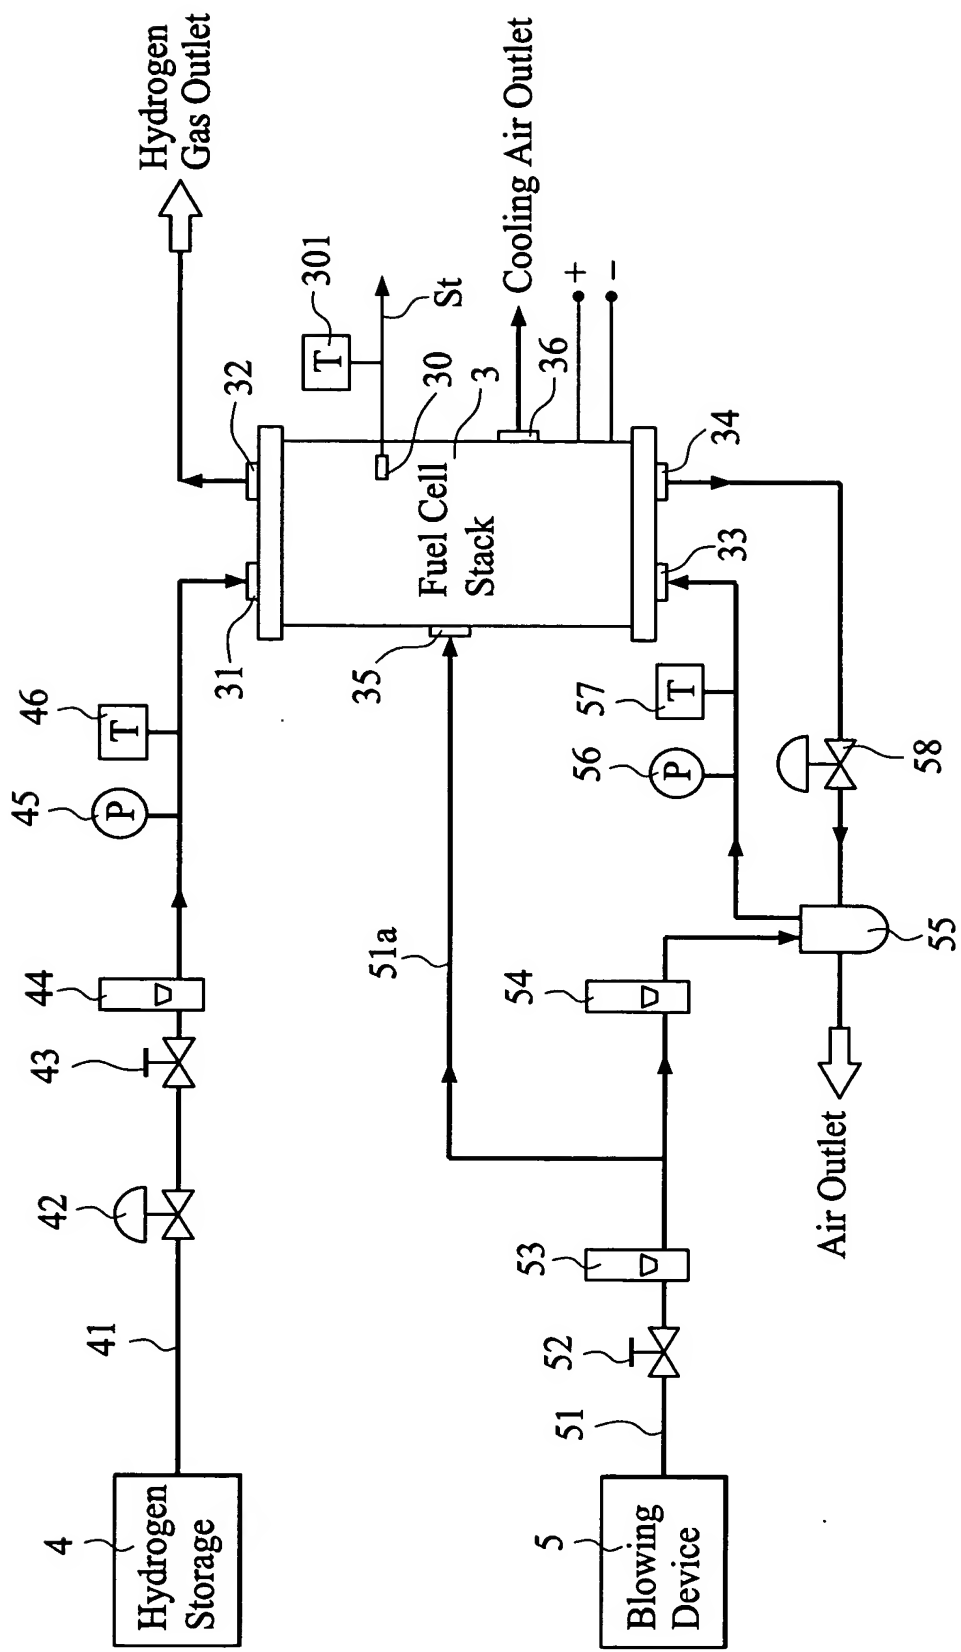 Hydrogen
Gas Outlet
46
45
44
43
42
41
4
Hydrogen
Storage
T
P
31
32
T
301
St
30
Fuel Cell
Stack
3
35
36
Cooling Air Outlet
+
−
33
34
51a
57
T
56
P
54
53
52
51
5
Blowing
Device
58
55
Air Outlet